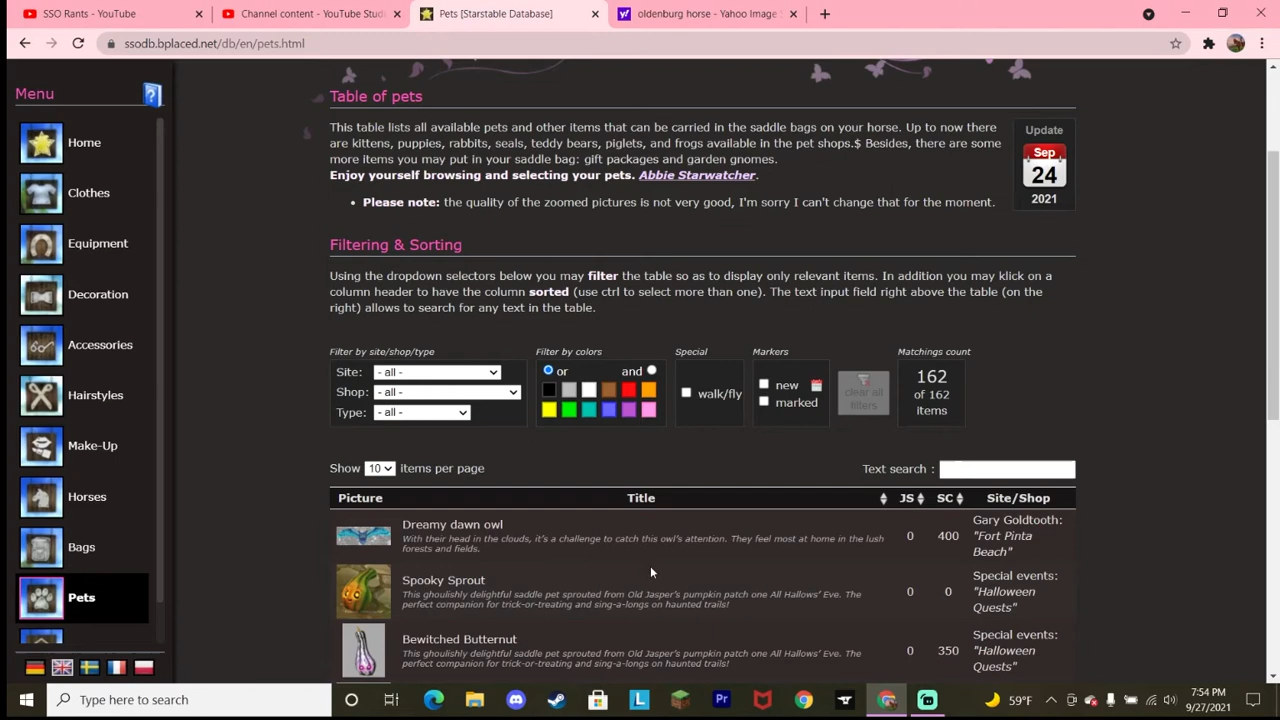 SSO Rants - YouTube
Channel content - YouTube Studi
Pets [Starstable Database]
oldenburg horse - Yahoo Image
ssodb.bplaced.net/db/en/pets.html
Menu
Home
Clothes
Equipment
Decoration
Accessories
Hairstyles
Make-Up
Horses
Bags
Pets
Table of pets
This table lists all available pets and other items that can be carried in the saddle bags on your horse. Up to now there
are kittens, puppies, rabbits, seals, teddy bears, piglets, and frogs available in the pet shops.$ Besides, there are some
more items you may put in your saddle bag: gift packages and garden gnomes.
Enjoy yourself browsing and selecting your pets. Abbie Starwatcher.
Please note: the quality of the zoomed pictures is not very good, I'm sorry I can't change that for the moment.
Update
Sep
24
2021
Filtering & Sorting
Using the dropdown selectors below you may filter the table so as to display only relevant items. In addition you may klick on a
column header to have the column sorted (use ctrl to select more than one). The text input field right above the table (on the
right) allows to search for any text in the table.
Filter by site/shop/type
Site: - all -
Shop: - all -
Type: - all -
Filter by colors
or and
Special
walk/fly
Markers
new
marked
clear all
filters
Matchings count
162
of 162
items
Show 10 items per page
Text search :
Picture Title JS SC Site/Shop
Dreamy dawn owl
With their head in the clouds, it's a challenge to catch this owl's attention. They feel most at home in the lush
forests and fields.
0 400
Gary Goldtooth:
"Fort Pinta
Beach"
Spooky Sprout
This ghoulishly delightful saddle pet sprouted from Old Jasper's pumpkin patch one All Hallows' Eve. The
perfect companion for trick-or-treating and sing-a-longs on haunted trails!
0 0
Special events:
"Halloween
Quests"
Bewitched Butternut
This ghoulishly delightful saddle pet sprouted from Old Jasper's pumpkin patch one All Hallows' Eve. The
perfect companion for trick-or-treating and sing-a-longs on haunted trails!
0 350
Special events:
"Halloween
Quests"
Type here to search
L
Pr
59°F
7:54 PM
9/27/2021